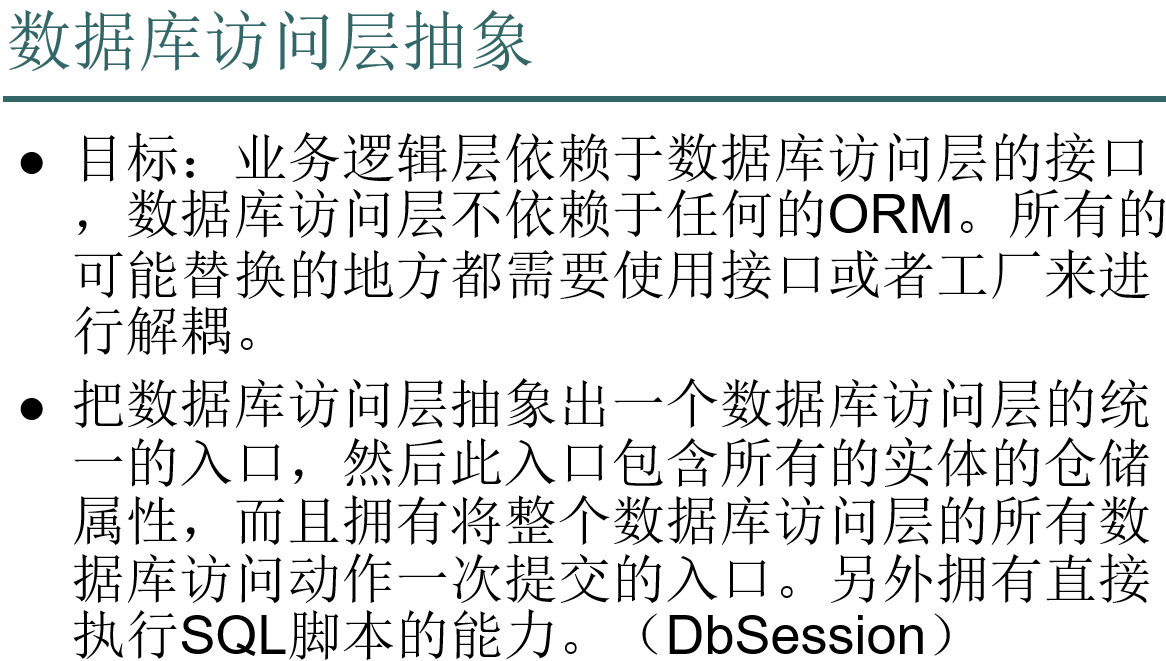 数据库访问层抽象
● 目标：业务逻辑层依赖于数据库访问层的接口
，数据库访问层不依赖于任何的ORM。所有的
可能替换的地方都需要使用接口或者工厂来进
行解耦。
● 把数据库访问层抽象出一个数据库访问层的统
一的入口，然后此入口包含所有的实体的仓储
属性，而且拥有将整个数据库访问层的所有数
据库访问动作一次提交的入口。另外拥有直接
执行SQL脚本的能力。（DbSession）